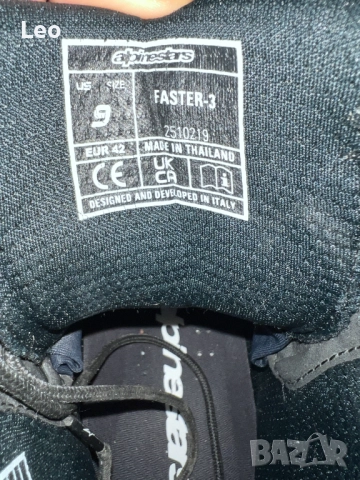 Leo
alpinestars
US SIZE
9
FASTER-3
2510219
EUR 42
MADE IN THAILAND
CE
UK
CA
DESIGNED AND DEVELOPED IN ITALY
alpinestars
BAZAR
bg